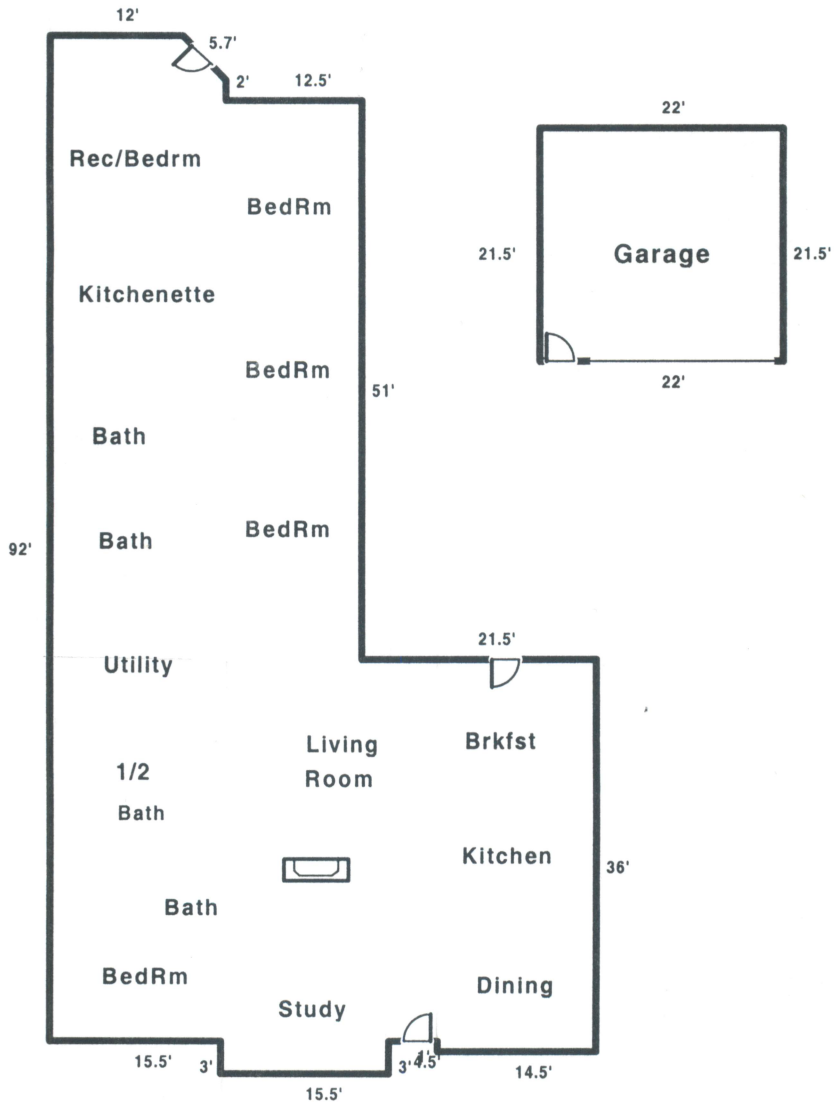 12'
5.7'
2'
12.5'
22'
Rec/Bedrm
BedRm
21.5'
Garage
21.5'
Kitchenette
BedRm
22'
51'
Bath
BedRm
Bath
92'
21.5'
Utility
Living
Room
Brkfst
1/2
Bath
Kitchen
36'
Bath
BedRm
Dining
Study
15.5'
3'
15.5'
3'
4.5'
1'
14.5'